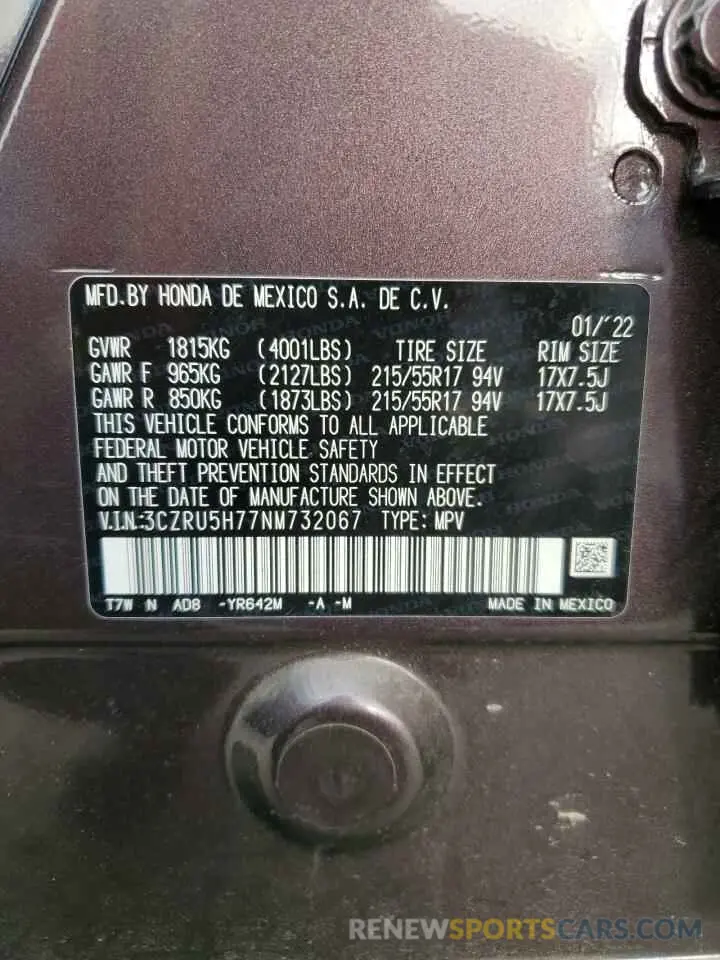 MFD.BY HONDA DE MEXICO S.A. DE C.V.
01/'22
GVWR 1815KG (4001LBS) TIRE SIZE RIM SIZE
GAWR F 965KG (2127LBS) 215/55R17 94V 17X7.5J
GAWR R 850KG (1873LBS) 215/55R17 94V 17X7.5J
THIS VEHICLE CONFORMS TO ALL APPLICABLE
FEDERAL MOTOR VEHICLE SAFETY
AND THEFT PREVENTION STANDARDS IN EFFECT
ON THE DATE OF MANUFACTURE SHOWN ABOVE.
V.I.N.:3CZRU5H77NM732067 TYPE: MPV
T7W N AD8 -YR642M -A -M MADE IN MEXICO
RENEWSPORTSCARS.COM